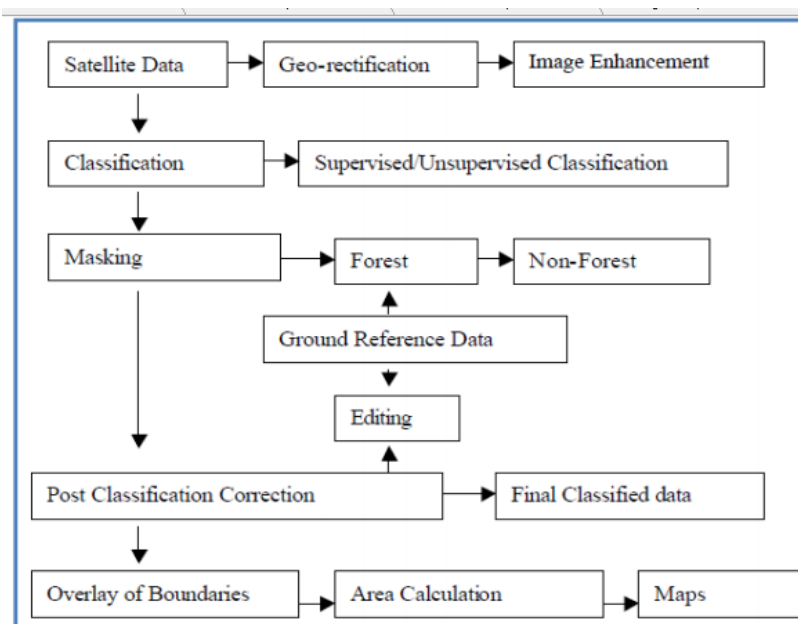 Satellite Data
Geo-rectification
Image Enhancement
Classification
Supervised/Unsupervised Classification
Masking
Forest
Non-Forest
Ground Reference Data
Editing
Post Classification Correction
Final Classified data
Overlay of Boundaries
Area Calculation
Maps